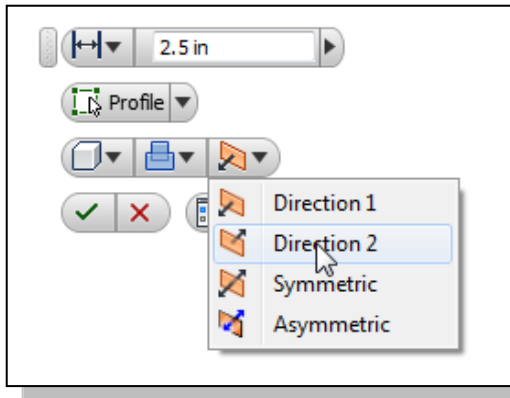 2.5 in
Profile
Direction 1
Direction 2
Symmetric
Asymmetric